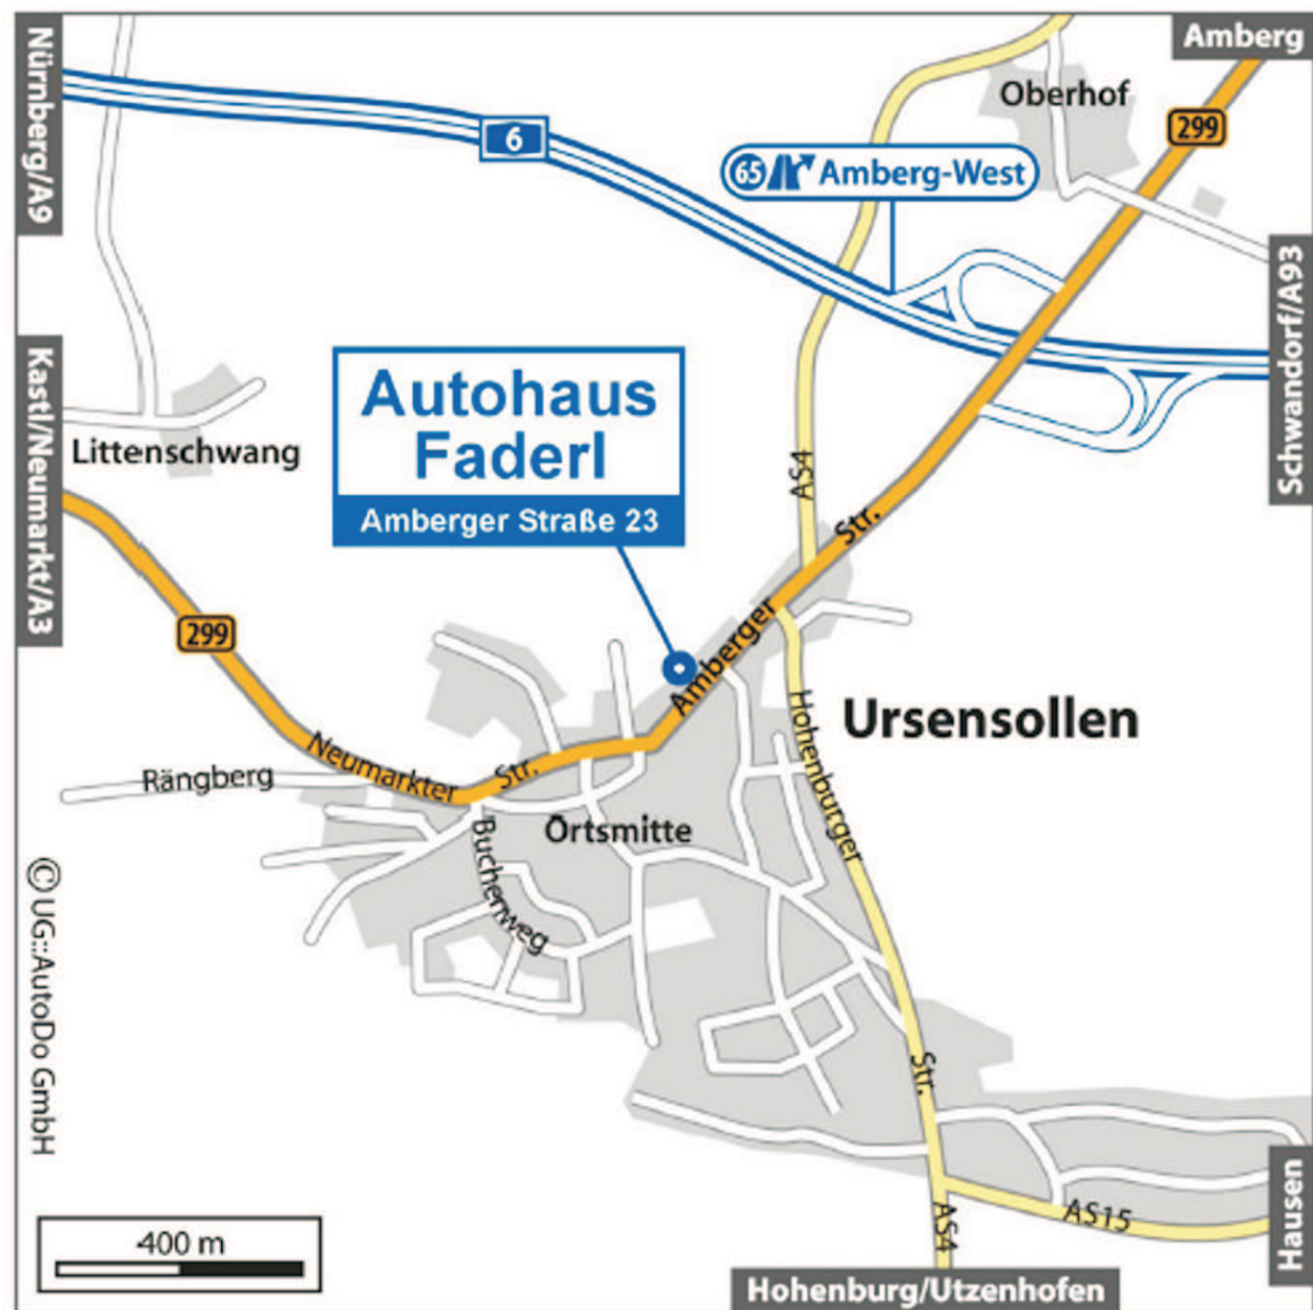 Nürnberg/A9
Amberg
Oberhof
299
6
65 Amberg-West
Schwandorf/A93
Kastl/Neumarkt/A3
Littenschwang
Autohaus
Faderl
Amberger Straße 23
AS4
Amberger Str.
299
Ursensollen
Hohenburger Str.
Neumarkter Str.
Rängberg
Ortsmitte
Buchenweg
©UG::AutoDo GmbH
AS15
AS4
Hausen
400 m
Hohenburg/Utzenhofen